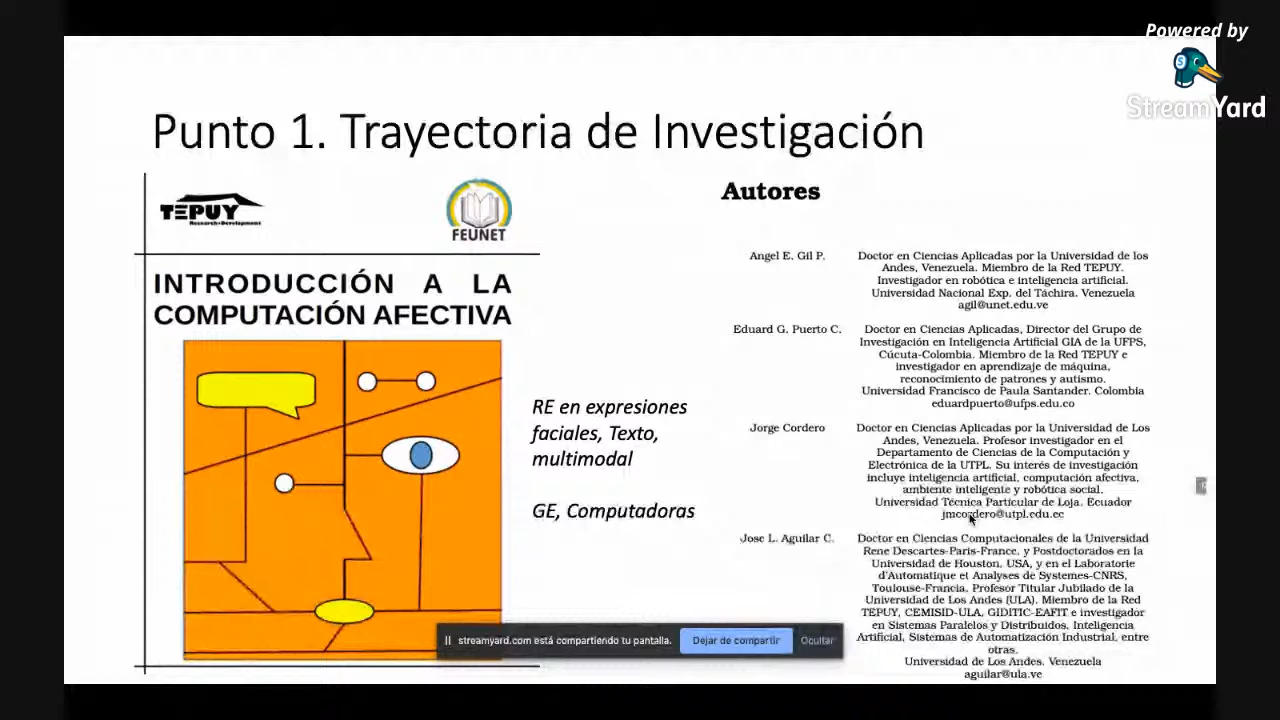 Powered by
StreamYard
Punto 1. Trayectoria de Investigación
TEPUY
Research+Development
FEUNET
INTRODUCCIÓN A LA
COMPUTACIÓN AFECTIVA
RE en expresiones
faciales, Texto,
multimodal
GE, Computadoras
Autores
Angel E. Gil P.
Doctor en Ciencias Aplicadas por la Universidad de los
Andes, Venezuela. Miembro de la Red TEPUY.
Investigador en robótica e inteligencia artificial.
Universidad Nacional Exp. del Táchira. Venezuela
agil@unet.edu.ve
Eduard G. Puerto C.
Doctor en Ciencias Aplicadas, Director del Grupo de
Investigación en Inteligencia Artificial GIA de la UFPS,
Cúcuta-Colombia. Miembro de la Red TEPUY e
investigador en aprendizaje de máquina,
reconocimiento de patrones y autismo.
Universidad Francisco de Paula Santander. Colombia
eduardpuerto@ufps.edu.co
Jorge Cordero
Doctor en Ciencias Aplicadas por la Universidad de Los
Andes, Venezuela. Profesor investigador en el
Departamento de Ciencias de la Computación y
Electrónica de la UTPL. Su interés de investigación
incluye inteligencia artificial, computación afectiva,
ambiente inteligente y robótica social.
Universidad Técnica Particular de Loja. Ecuador
jmcordero@utpl.edu.ec
Jose L. Aguilar C.
Doctor en Ciencias Computacionales de la Universidad
Rene Descartes-Paris-France, y Postdoctorados en la
Universidad de Houston, USA, y en el Laboratorie
d'Automatique et Analyses de Systemes-CNRS,
Toulouse-Francia. Profesor Titular Jubilado de la
Universidad de Los Andes (ULA). Miembro de la Red
TEPUY, CEMISID-ULA, GIDITIC-EAFIT e investigador
en Sistemas Paralelos y Distribuidos, Inteligencia
Artificial, Sistemas de Automatización Industrial, entre
otras.
Universidad de Los Andes. Venezuela
aguilar@ula.ve
streamyard.com está compartiendo tu pantalla.
Dejar de compartir
Ocultar